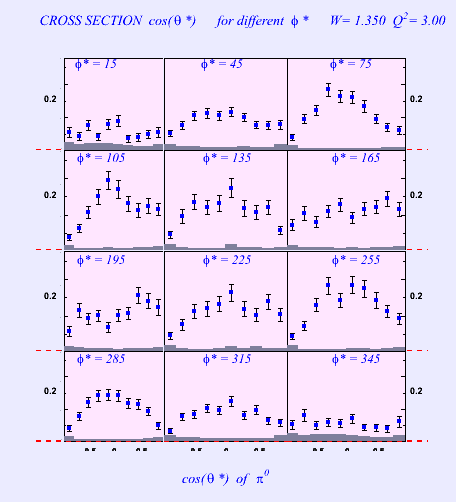 CROSS SECTION cos(θ*) for different ϕ* W= 1.350 Q²= 3.00
ϕ* = 15 ϕ* = 45 ϕ* = 75
0.2 0.2
ϕ* = 105 ϕ* = 135 ϕ* = 165
0.2 0.2
ϕ* = 195 ϕ* = 225 ϕ* = 255
0.2 0.2
ϕ* = 285 ϕ* = 315 ϕ* = 345
0.2 0.2
cos(θ*) of π⁰